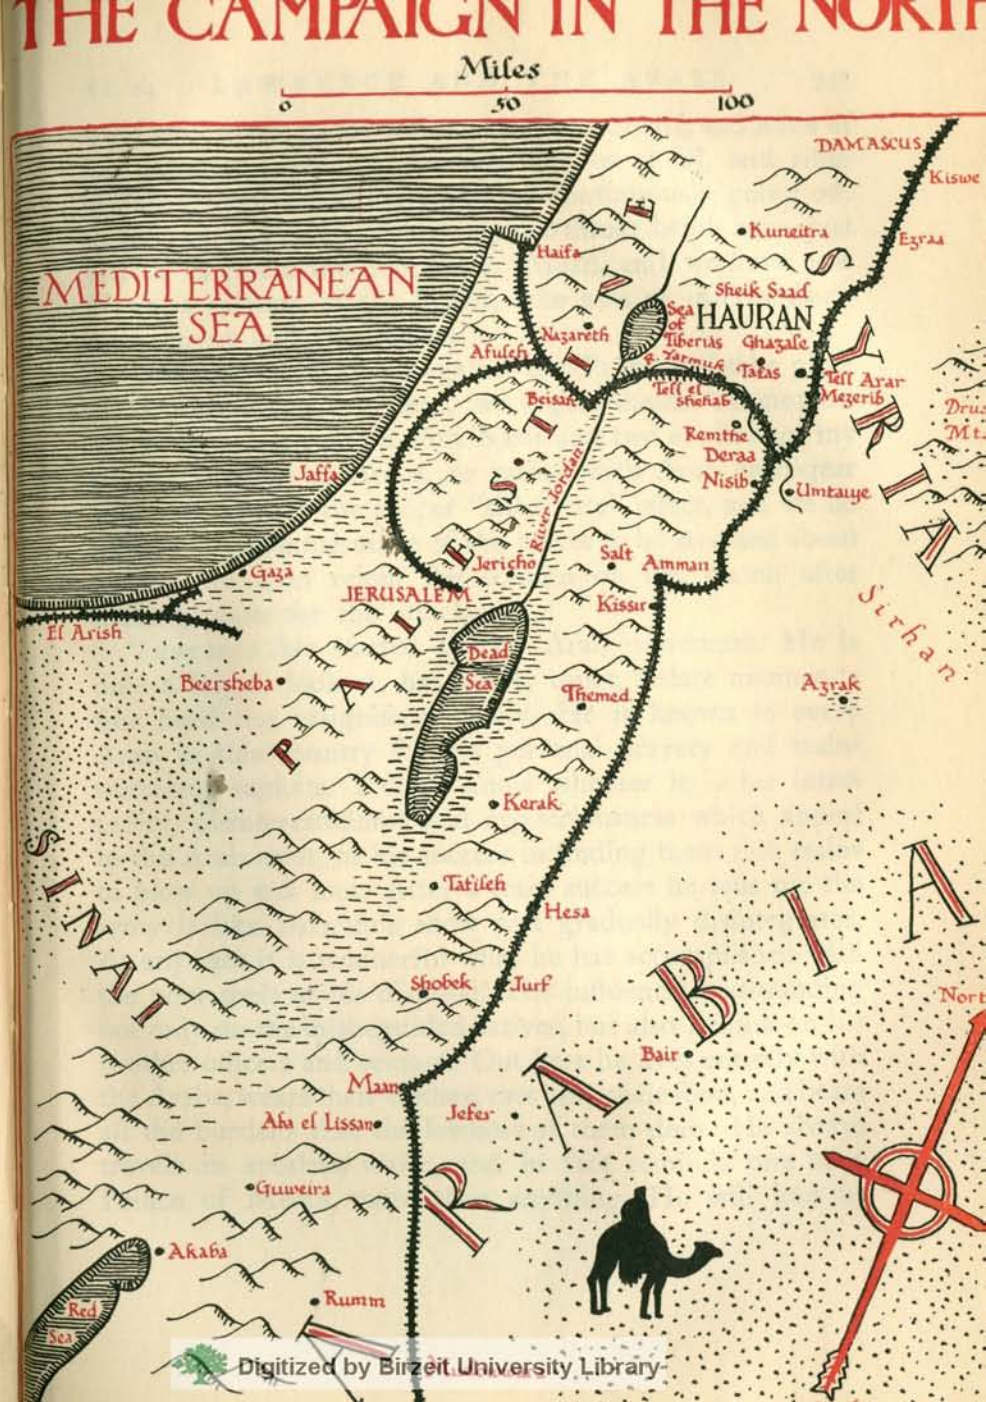 THE CAMPAIGN IN THE NORTH
Miles
0 50 100
DAMASCUS
Kiswe
Kuneitra
Ezraa
Haifa
MEDITERRANEAN
SEA
Sheik Saad
Sea
of
Tiberias
HAURAN
Nazareth
Ghazale
Afuleh
R. Yarmuk
Tafas
Tell Arar
Mezerib
Beisan
Tell el
Shehab
Remthe
Deraa
Nisib
Umtaiye
Jaffa
River Jordan
SYRIA
PALESTINE
Jericho
Salt
Amman
Gaza
JERUSALEM
Kissir
El Arish
Sirhan
Dead
Sea
Beersheba
Themed
Azrak
Kerak
SINAI
Tafileh
Hesa
Shobek
Jurf
ARABIA
Bair
Maan
Jefer
Aba el Lissan
Guweira
Akaba
Rumm
Red
Sea
Digitized by Birzeit University Library